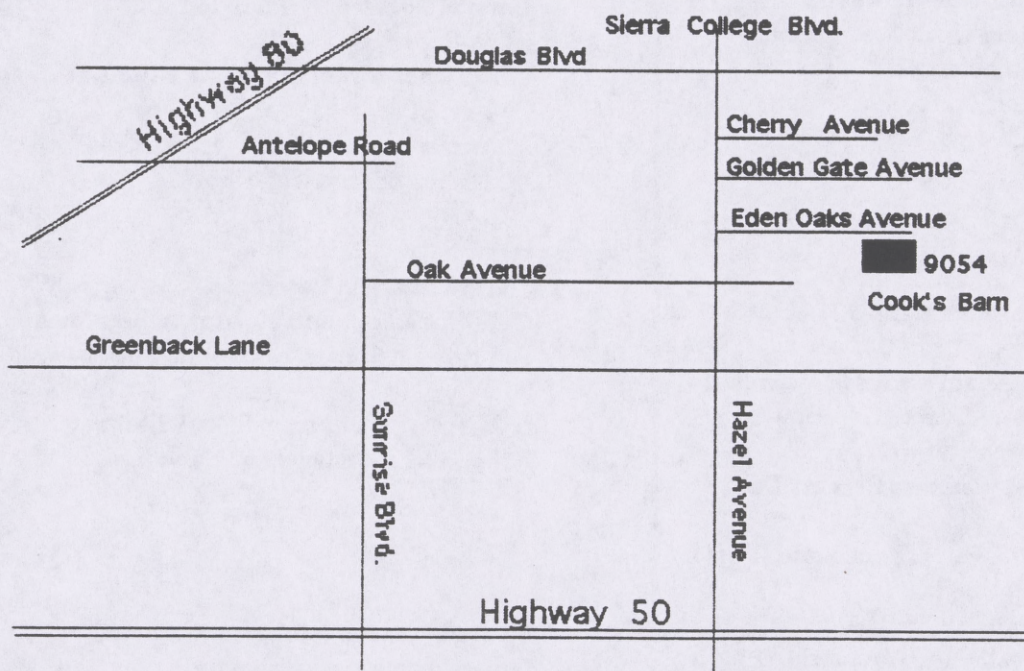 Sierra College Blvd.
Douglas Blvd
Highway 80
Cherry Avenue
Antelope Road
Golden Gate Avenue
Eden Oaks Avenue
Oak Avenue
9054
Cook's Barn
Greenback Lane
Sunrise Blvd.
Hazel Avenue
Highway 50